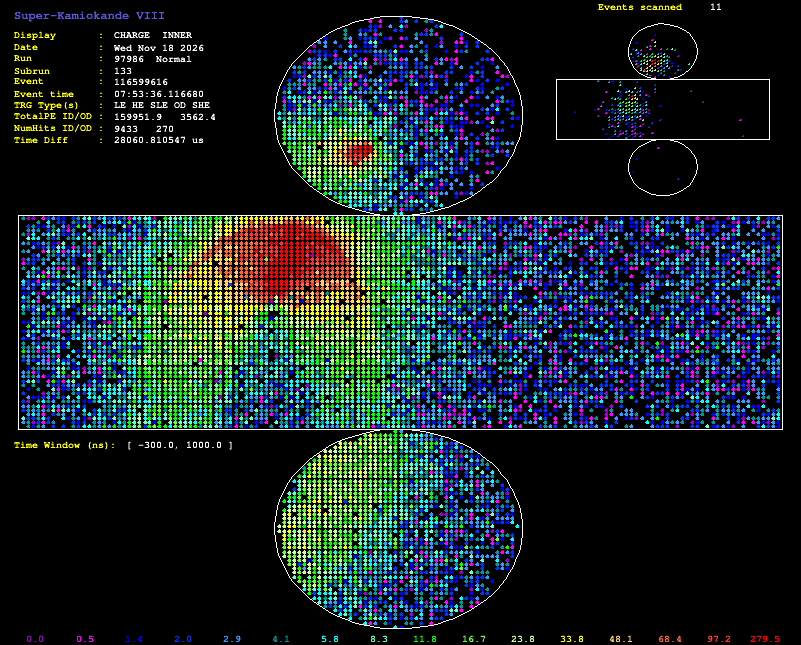 Super-Kamiokande VIII
Events scanned 11
Display : CHARGE INNER
Date : Wed Nov 18 2026
Run : 97986 Normal
Subrun : 133
Event : 116599616
Event time : 07:53:36.116680
TRG Type(s) : LE HE SLE OD SHE
TotalPE ID/OD : 159951.9 3562.4
NumHits ID/OD : 9433 270
Time Diff : 28060.810547 us
Time Window (ns): [ -300.0, 1000.0 ]
0.0 0.5 1.4 2.0 2.9 4.1 5.8 8.3 11.8 16.7 23.8 33.8 48.1 68.4 97.2 279.5